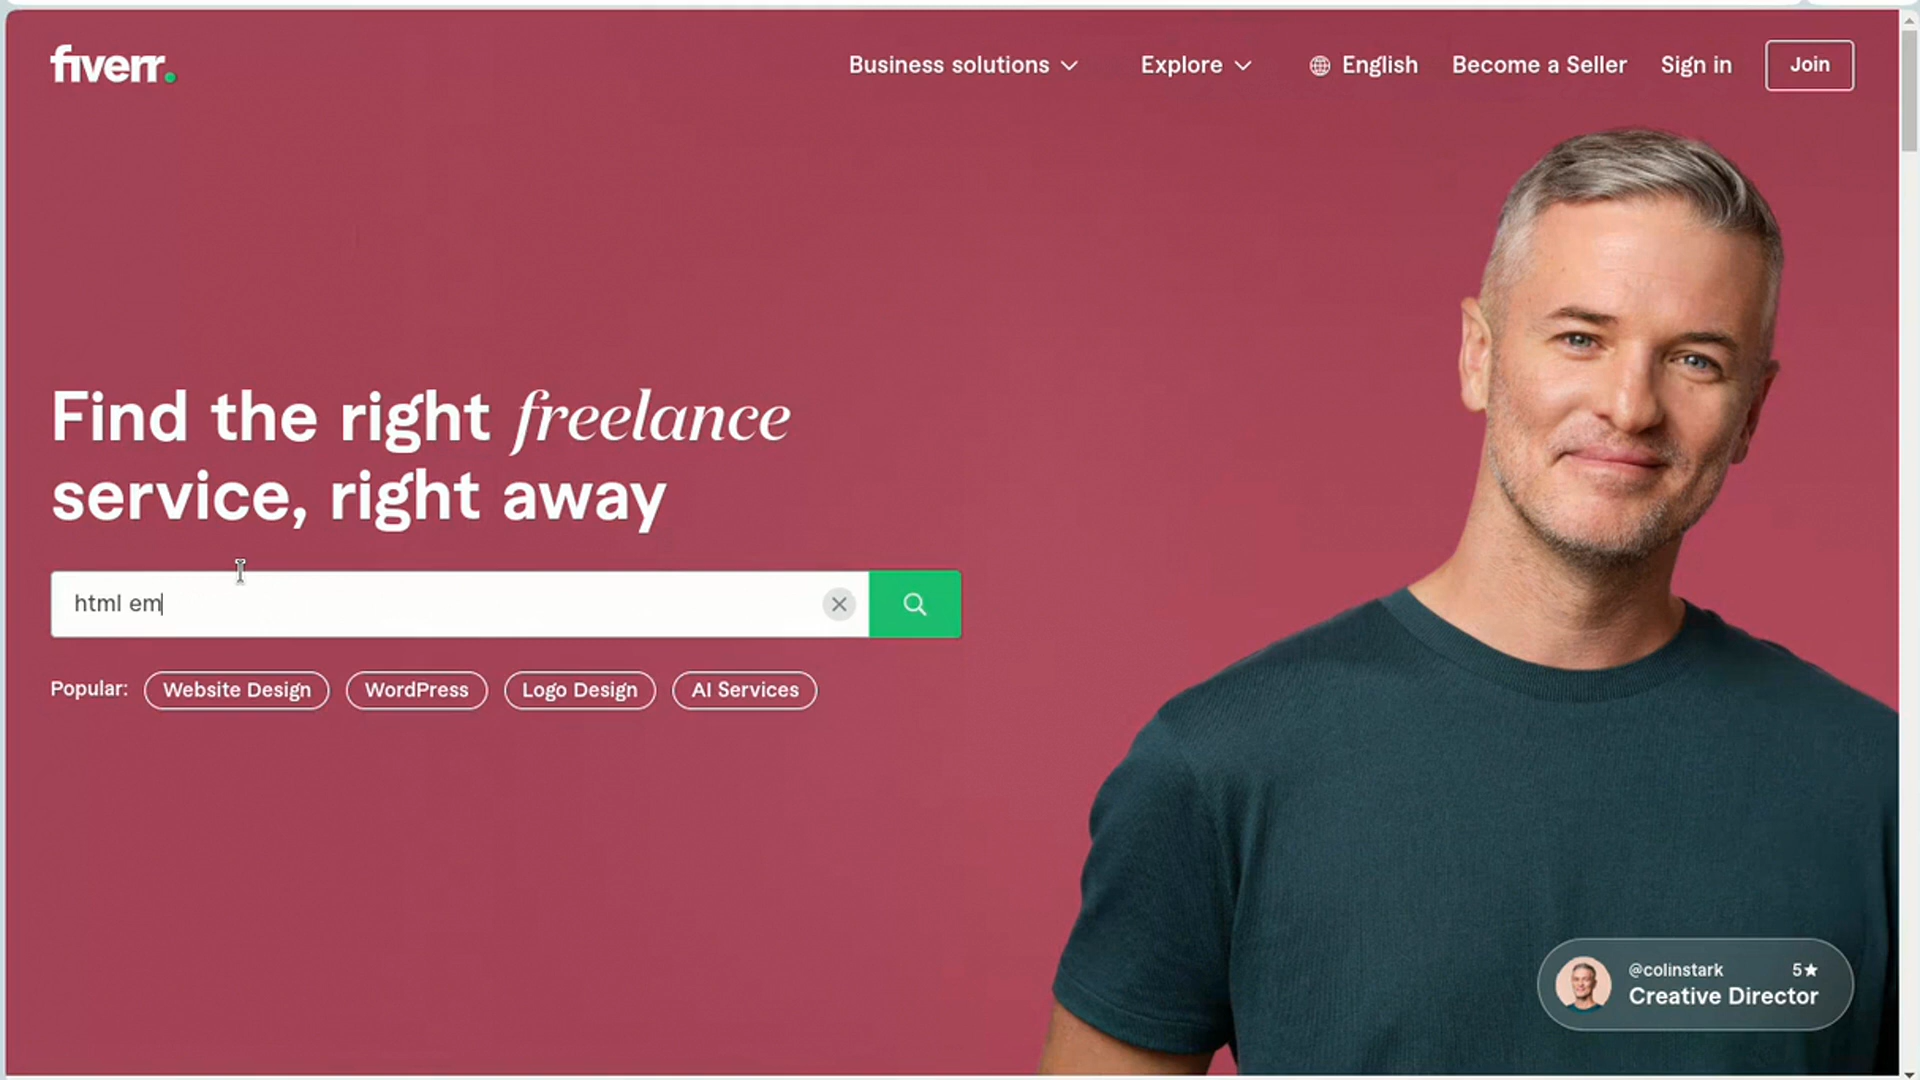 fiverr.
Business solutions
Explore
English
Become a Seller
Sign in
Join
Find the right freelance
service, right away
html em
Popular:
Website Design
WordPress
Logo Design
AI Services
@colinstark 5★
Creative Director